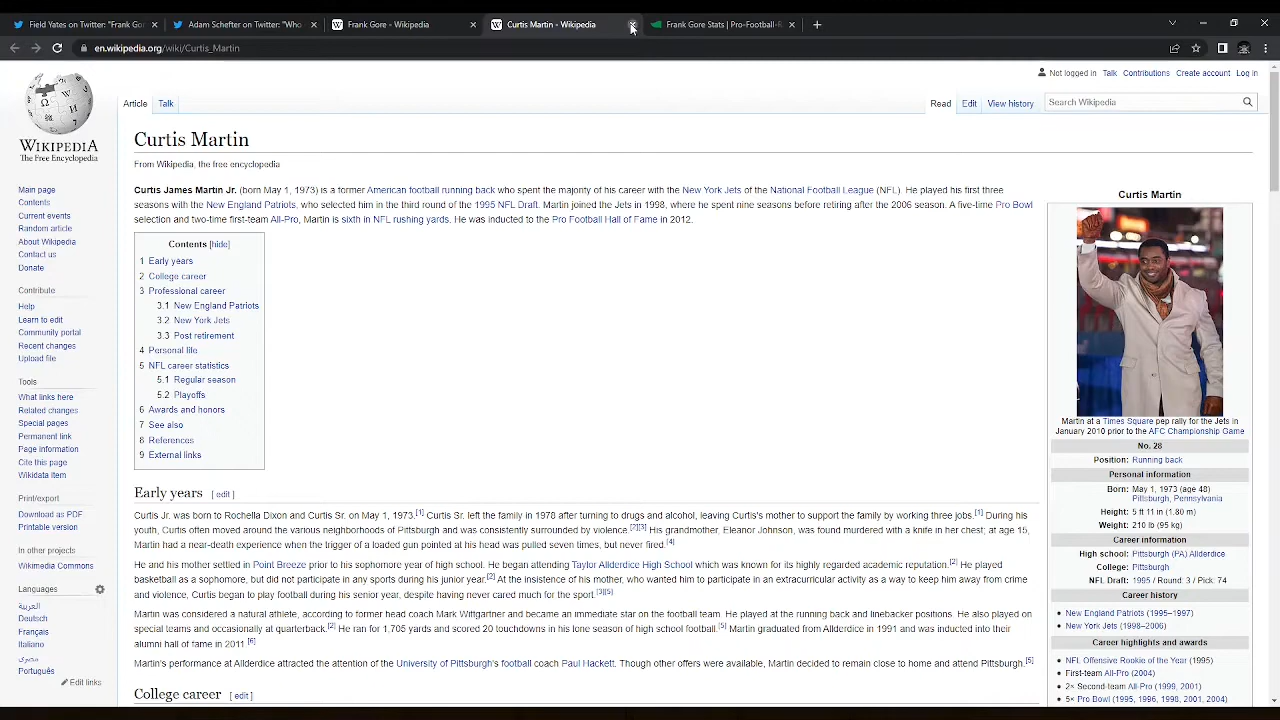 Field Yates on Twitter: "Frank Gor
Adam Schefter on Twitter: "Who
Frank Gore - Wikipedia
Curtis Martin - Wikipedia
Frank Gore Stats | Pro-Football-R
en.wikipedia.org/wiki/Curtis_Martin
Not logged in Talk Contributions Create account Log in
Article Talk
Read Edit View history
Search Wikipedia
WIKIPEDIA
The Free Encyclopedia
Main page
Contents
Current events
Random article
About Wikipedia
Contact us
Donate
Contribute
Help
Learn to edit
Community portal
Recent changes
Upload file
Tools
What links here
Related changes
Special pages
Permanent link
Page information
Cite this page
Wikidata item
Print/export
Download as PDF
Printable version
In other projects
Wikimedia Commons
Languages
العربية
Deutsch
Français
Italiano
مصرى
Português
Edit links
Curtis Martin
From Wikipedia, the free encyclopedia
Curtis James Martin Jr. (born May 1, 1973) is a former American football running back who spent the majority of his career with the New York Jets of the National Football League (NFL). He played his first three
seasons with the New England Patriots, who selected him in the third round of the 1995 NFL Draft. Martin joined the Jets in 1998, where he spent nine seasons before retiring after the 2006 season. A five-time Pro Bowl
selection and two-time first-team All-Pro, Martin is sixth in NFL rushing yards. He was inducted to the Pro Football Hall of Fame in 2012.
Contents [hide]
1 Early years
2 College career
3 Professional career
3.1 New England Patriots
3.2 New York Jets
3.3 Post retirement
4 Personal life
5 NFL career statistics
5.1 Regular season
5.2 Playoffs
6 Awards and honors
7 See also
8 References
9 External links
Early years [ edit ]
Curtis Jr. was born to Rochella Dixon and Curtis Sr. on May 1, 1973.[1] Curtis Sr. left the family in 1978 after turning to drugs and alcohol, leaving Curtis's mother to support the family by working three jobs.[1] During his
youth, Curtis often moved around the various neighborhoods of Pittsburgh and was consistently surrounded by violence.[2][3] His grandmother, Eleanor Johnson, was found murdered with a knife in her chest; at age 15,
Martin had a near-death experience when the trigger of a loaded gun pointed at his head was pulled seven times, but never fired.[4]
He and his mother settled in Point Breeze prior to his sophomore year of high school. He began attending Taylor Allderdice High School which was known for its highly regarded academic reputation.[2] He played
basketball as a sophomore, but did not participate in any sports during his junior year.[2] At the insistence of his mother, who wanted him to participate in an extracurricular activity as a way to keep him away from crime
and violence, Curtis began to play football during his senior year, despite having never cared much for the sport.[3][5]
Martin was considered a natural athlete, according to former head coach Mark Wittgartner and became an immediate star on the football team. He played at the running back and linebacker positions. He also played on
special teams and occasionally at quarterback.[2] He ran for 1,705 yards and scored 20 touchdowns in his lone season of high school football.[5] Martin graduated from Allderdice in 1991 and was inducted into their
alumni hall of fame in 2011.[6]
Martin's performance at Allderdice attracted the attention of the University of Pittsburgh's football coach Paul Hackett. Though other offers were available, Martin decided to remain close to home and attend Pittsburgh.[5]
College career [ edit ]
Curtis Martin
Martin at a Times Square pep rally for the Jets in
January 2010 prior to the AFC Championship Game
No. 28
Position: Running back
Personal information
Born: May 1, 1973 (age 48)
Pittsburgh, Pennsylvania
Height: 5 ft 11 in (1.80 m)
Weight: 210 lb (95 kg)
Career information
High school: Pittsburgh (PA) Allderdice
College: Pittsburgh
NFL Draft: 1995 / Round: 3 / Pick: 74
Career history
New England Patriots (1995–1997)
New York Jets (1998–2006)
Career highlights and awards
NFL Offensive Rookie of the Year (1995)
First-team All-Pro (2004)
2× Second-team All-Pro (1999, 2001)
5× Pro Bowl (1995, 1996, 1998, 2001, 2004)